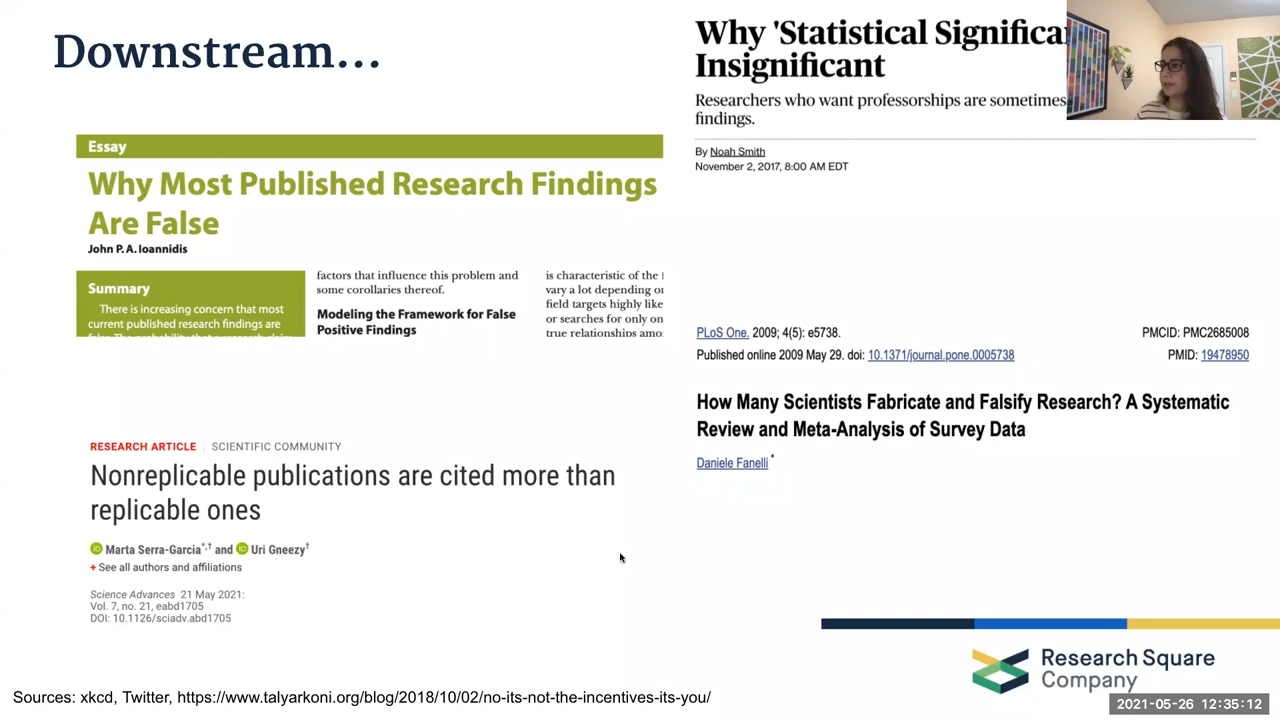 Downstream...
Essay
Why Most Published Research Findings
Are False
John P. A. Ioannidis
Summary
There is increasing concern that most
current published research findings are
factors that influence this problem and
some corollaries thereof.
Modeling the Framework for False
Positive Findings
is characteristic of the
vary a lot depending
field targets highly like
or searches for only on
true relationships
RESEARCH ARTICLE | SCIENTIFIC COMMUNITY
Nonreplicable publications are cited more than
replicable ones
Marta Serra-Garcia*,† and Uri Gneezy†
+ See all authors and affiliations
Science Advances 21 May 2021:
Vol. 7, no. 21, eabd1705
DOI: 10.1126/sciadv.abd1705
Why 'Statistical
Insignificant
Researchers who want professorships are sometimes
findings.
By Noah Smith
November 2, 2017, 8:00 AM EDT
PLoS One. 2009; 4(5): e5738. PMCID: PMC2685008
Published online 2009 May 29. doi: 10.1371/journal.pone.0005738 PMID: 19478950
How Many Scientists Fabricate and Falsify Research? A Systematic
Review and Meta-Analysis of Survey Data
Daniele Fanelli*
Research Square
Company
Sources: xkcd, Twitter, https://www.talyarkoni.org/blog/2018/10/02/no-its-not-the-incentives-its-you/
2021-05-26 12:35:12